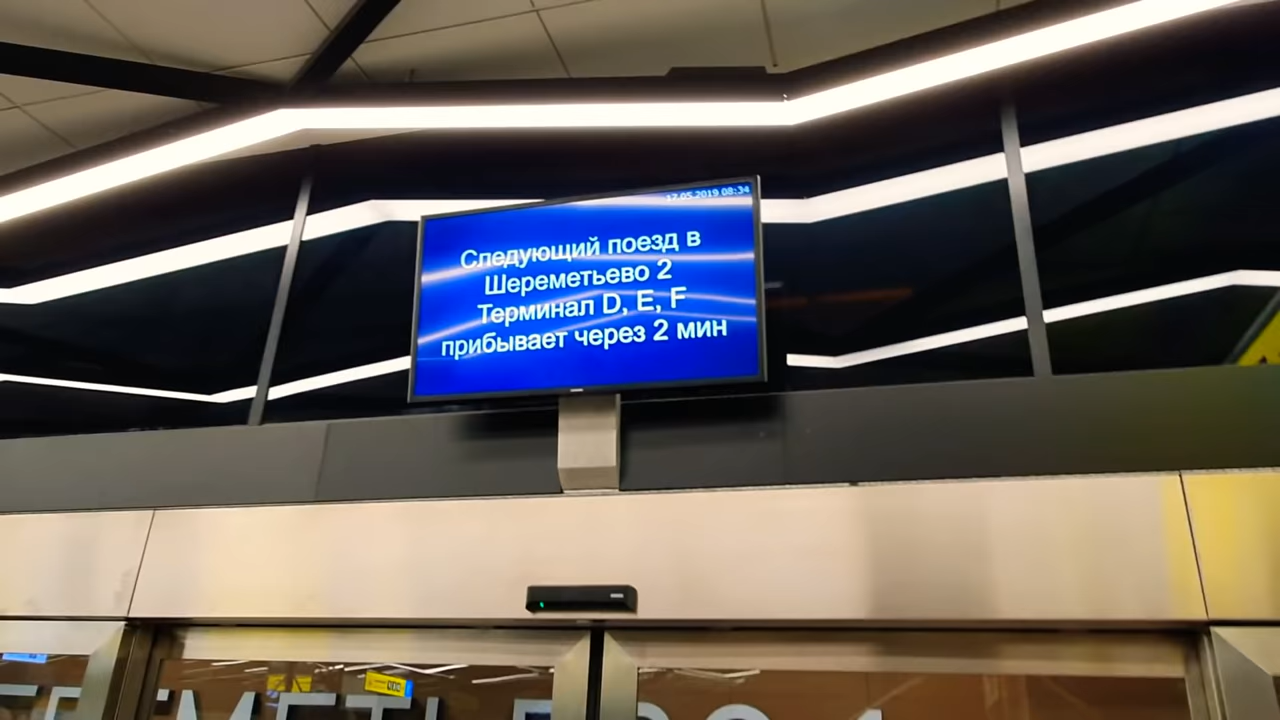 17.05.2019 08:34
Следующий поезд в
Шереметьево 2
Терминал D, E, F
прибывает через 2 мин